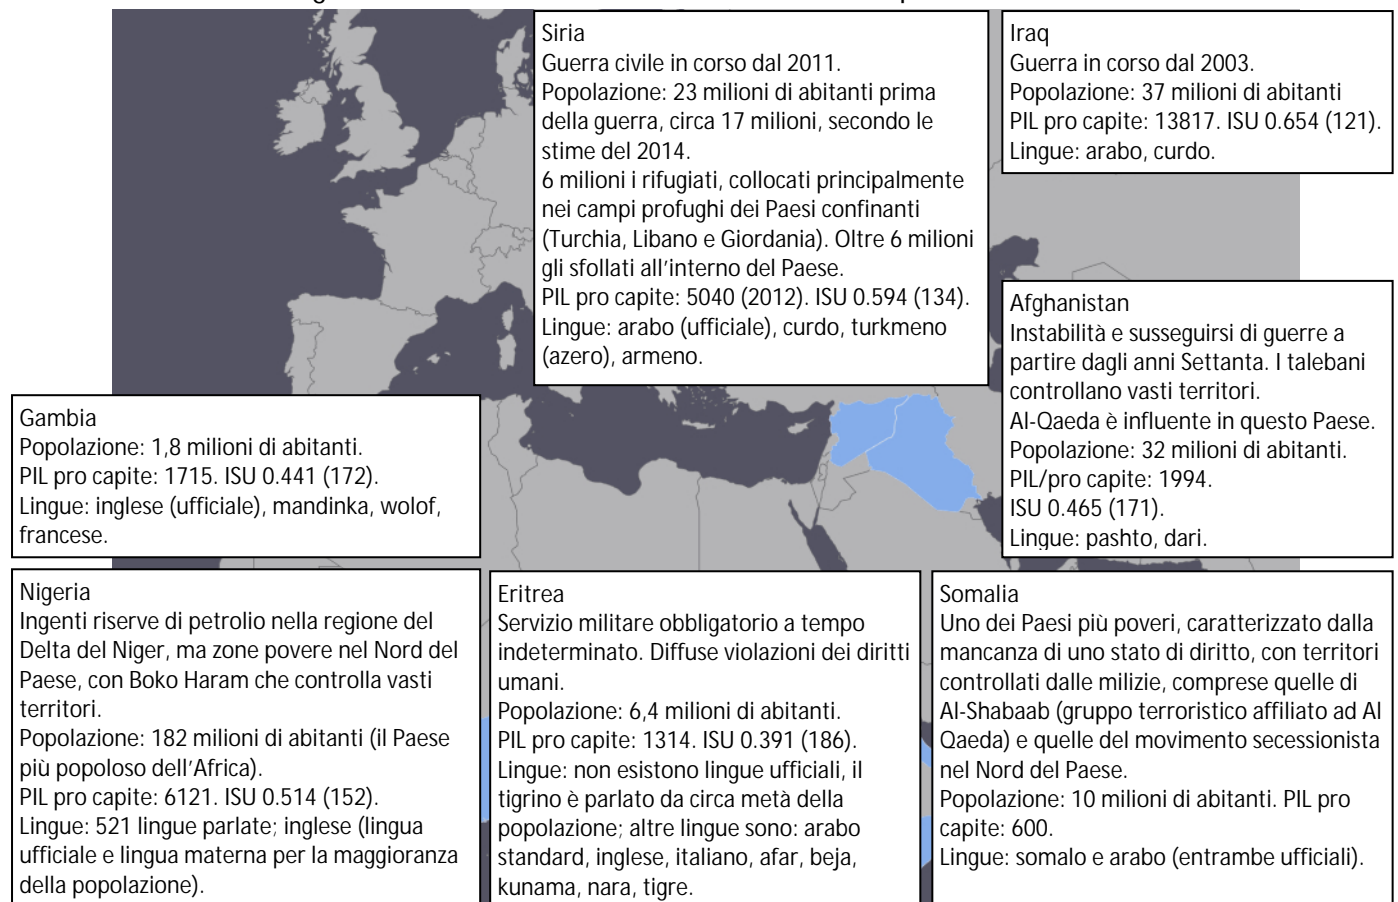 Siria
Guerra civile in corso dal 2011.
Popolazione: 23 milioni di abitanti prima
della guerra, circa 17 milioni, secondo le
stime del 2014.
6 milioni i rifugiati, collocati principalmente
nei campi profughi dei Paesi confinanti
(Turchia, Libano e Giordania). Oltre 6 milioni
gli sfollati all'interno del Paese.
PIL pro capite: 5040 (2012). ISU 0.594 (134).
Lingue: arabo (ufficiale), curdo, turkmeno
(azero), armeno.
Iraq
Guerra in corso dal 2003.
Popolazione: 37 milioni di abitanti
PIL pro capite: 13817. ISU 0.654 (121).
Lingue: arabo, curdo.
Afghanistan
Instabilità e susseguirsi di guerre a
partire dagli anni Settanta. I talebani
controllano vasti territori.
Al-Qaeda è influente in questo Paese.
Popolazione: 32 milioni di abitanti.
PIL/pro capite: 1994.
ISU 0.465 (171).
Lingue: pashto, dari.
Gambia
Popolazione: 1,8 milioni di abitanti.
PIL pro capite: 1715. ISU 0.441 (172).
Lingue: inglese (ufficiale), mandinka, wolof,
francese.
Nigeria
Ingenti riserve di petrolio nella regione del
Delta del Niger, ma zone povere nel Nord del
Paese, con Boko Haram che controlla vasti
territori.
Popolazione: 182 milioni di abitanti (il Paese
più popoloso dell'Africa).
PIL pro capite: 6121. ISU 0.514 (152).
Lingue: 521 lingue parlate; inglese (lingua
ufficiale e lingua materna per la maggioranza
della popolazione).
Eritrea
Servizio militare obbligatorio a tempo
indeterminato. Diffuse violazioni dei diritti
umani.
Popolazione: 6,4 milioni di abitanti.
PIL pro capite: 1314. ISU 0.391 (186).
Lingue: non esistono lingue ufficiali, il
tigrino è parlato da circa metà della
popolazione; altre lingue sono: arabo
standard, inglese, italiano, afar, beja,
kunama, nara, tigre.
Somalia
Uno dei Paesi più poveri, caratterizzato dalla
mancanza di uno stato di diritto, con territori
controllati dalle milizie, comprese quelle di
Al-Shabaab (gruppo terroristico affiliato ad Al
Qaeda) e quelle del movimento secessionista
nel Nord del Paese.
Popolazione: 10 milioni di abitanti. PIL pro
capite: 600.
Lingue: somalo e arabo (entrambe ufficiali).